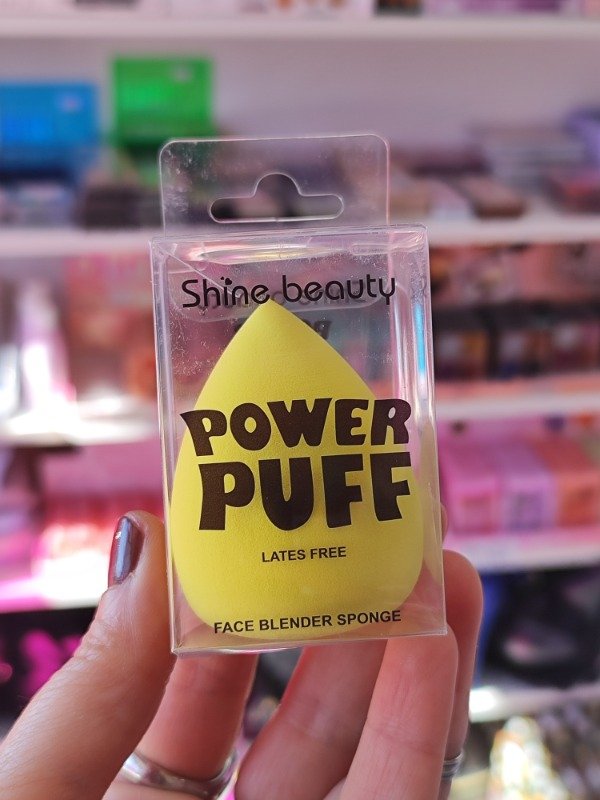 Shine beauty
POWER
PUFF
LATES FREE
FACE BLENDER SPONGE